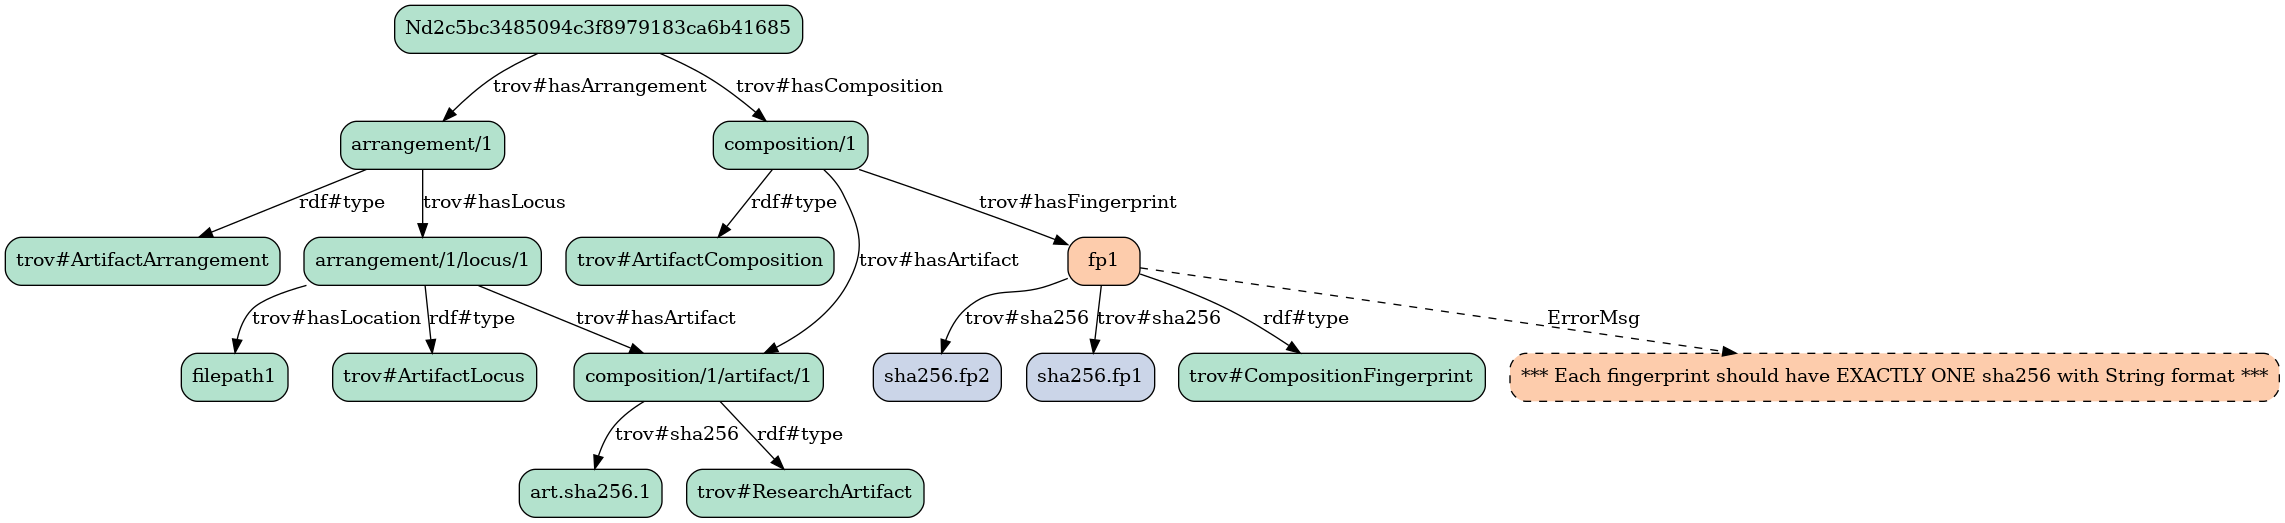 Nd2c5bc3485094c3f8979183ca6b41685
trov#hasArrangement
trov#hasComposition
arrangement/1
composition/1
rdf#type
trov#hasLocus
rdf#type
trov#hasFingerprint
trov#ArtifactArrangement
arrangement/1/locus/1
trov#ArtifactComposition
trov#hasArtifact
fp1
trov#hasLocation
rdf#type
trov#hasArtifact
trov#sha256
trov#sha256
rdf#type
ErrorMsg
filepath1
trov#ArtifactLocus
composition/1/artifact/1
sha256.fp2
sha256.fp1
trov#CompositionFingerprint
*** Each fingerprint should have EXACTLY ONE sha256 with String format ***
trov#sha256
rdf#type
art.sha256.1
trov#ResearchArtifact